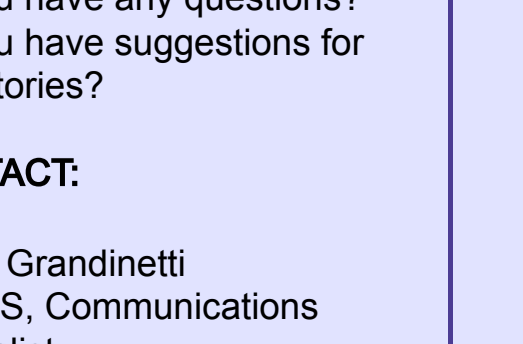 u have any questions?
u have suggestions for
tories?
TACT:
Grandinetti
S, Communications